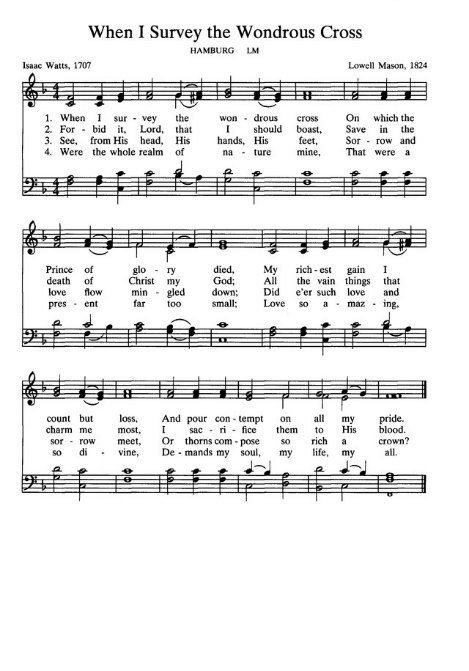 When I Survey the Wondrous Cross
HAMBURG LM
Isaac Watts, 1707 Lowell Mason, 1824
1. When I sur - vey the won - drous cross On which the
2. For - bid it, Lord, that I should boast, Save in the
3. See, from His head, His hands, His feet, Sor - row and
4. Were the whole realm of na - ture mine, That were a
Prince of glo - ry died, My rich - est gain I
death of Christ my God; All the vain things that
love flow min - gled down; Did e'er such love and
pres - ent far too small; Love so a - maz - ing,
count but loss, And pour con - tempt on all my pride.
charm me most, I sac - ri - fice them to His blood.
sor - row meet, Or thorns com - pose so rich a crown?
so di - vine, De - mands my soul, my life, my all.